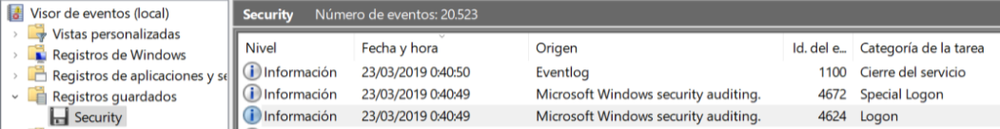 Visor de eventos (local)
Vistas personalizadas
Registros de Windows
Registros de aplicaciones y se
Registros guardados
Security
Security Número de eventos: 20.523
Nivel Fecha y hora Origen Id. del e... Categoría de la tarea
Información 23/03/2019 0:40:50 Eventlog 1100 Cierre del servicio
Información 23/03/2019 0:40:49 Microsoft Windows security auditing. 4672 Special Logon
Información 23/03/2019 0:40:49 Microsoft Windows security auditing. 4624 Logon